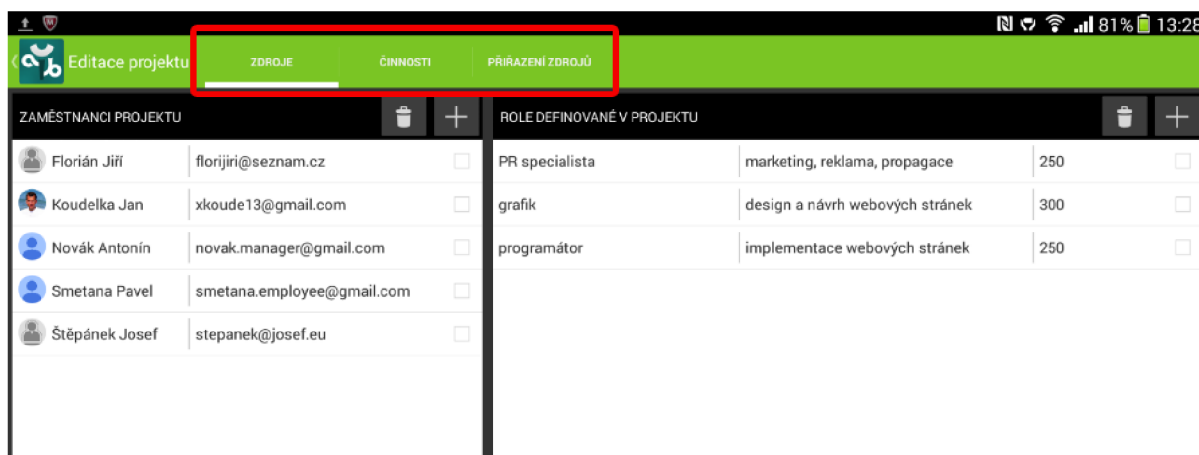 81% 13:28
Editace projektu ZDROJE ČINNOSTI PŘIŘAZENÍ ZDROJŮ
ZAMĚSTNANCI PROJEKTU
Florián Jiří florijiri@seznam.cz
Koudelka Jan xkoude13@gmail.com
Novák Antonín novak.manager@gmail.com
Smetana Pavel smetana.employee@gmail.com
Štěpánek Josef stepanek@josef.eu
ROLE DEFINOVANÉ V PROJEKTU
PR specialista marketing, reklama, propagace 250
grafik design a návrh webových stránek 300
programátor implementace webových stránek 250